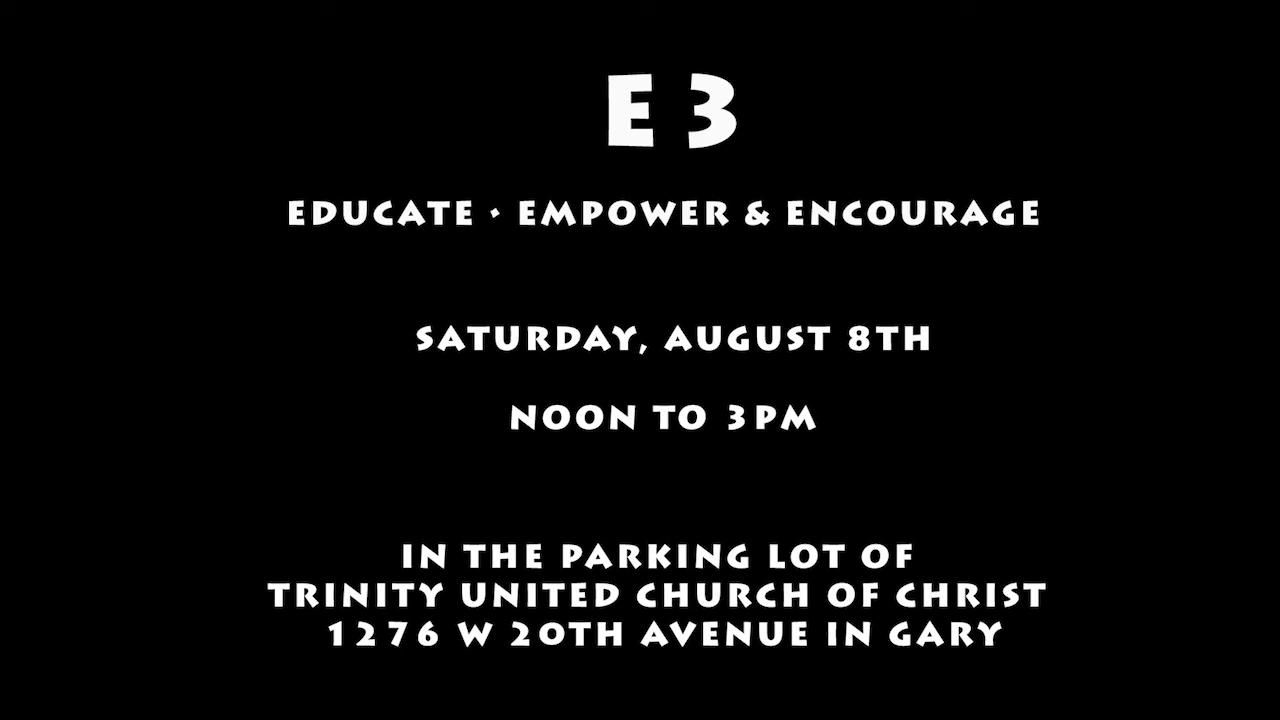 E 3
EDUCATE • EMPOWER & ENCOURAGE
SATURDAY, AUGUST 8TH
NOON TO 3PM
IN THE PARKING LOT OF
TRINITY UNITED CHURCH OF CHRIST
1276 W 20TH AVENUE IN GARY